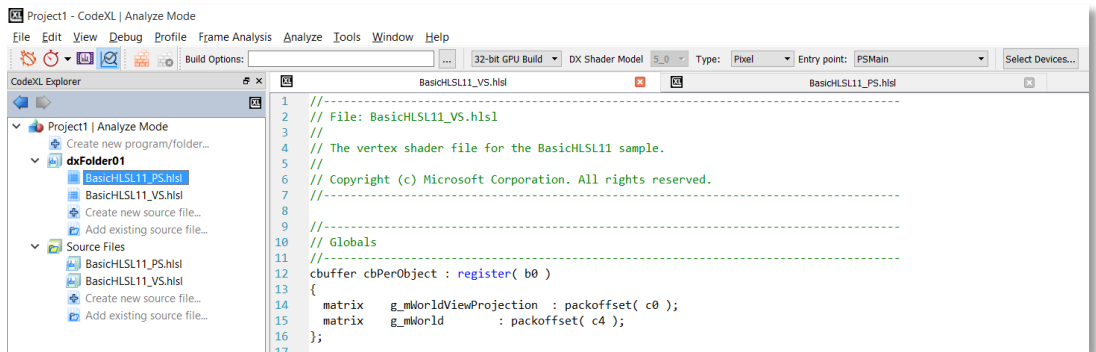 Project1 - CodeXL | Analyze Mode
File Edit View Debug Profile Frame Analysis Analyze Tools Window Help
Build Options: ... 32-bit GPU Build DX Shader Model 5_0 Type: Pixel Entry point: PSMain Select Devices...
CodeXL Explorer
BasicHLSL11_VS.hlsl BasicHLSL11_PS.hlsl
Project1 | Analyze Mode
Create new program/folder...
dxFolder01
BasicHLSL11_PS.hlsl
BasicHLSL11_VS.hlsl
Create new source file...
Add existing source file...
Source Files
BasicHLSL11_PS.hlsl
BasicHLSL11_VS.hlsl
Create new source file...
Add existing source file...
1 //--------------------------------------------------------------------------------------
2 // File: BasicHLSL11_VS.hlsl
3 //
4 // The vertex shader file for the BasicHLSL11 sample.
5 //
6 // Copyright (c) Microsoft Corporation. All rights reserved.
7 //--------------------------------------------------------------------------------------
8
9 //--------------------------------------------------------------------------------------
10 // Globals
11 //--------------------------------------------------------------------------------------
12 cbuffer cbPerObject : register( b0 )
13 {
14 matrix g_mWorldViewProjection : packoffset( c0 );
15 matrix g_mWorld : packoffset( c4 );
16 };
17